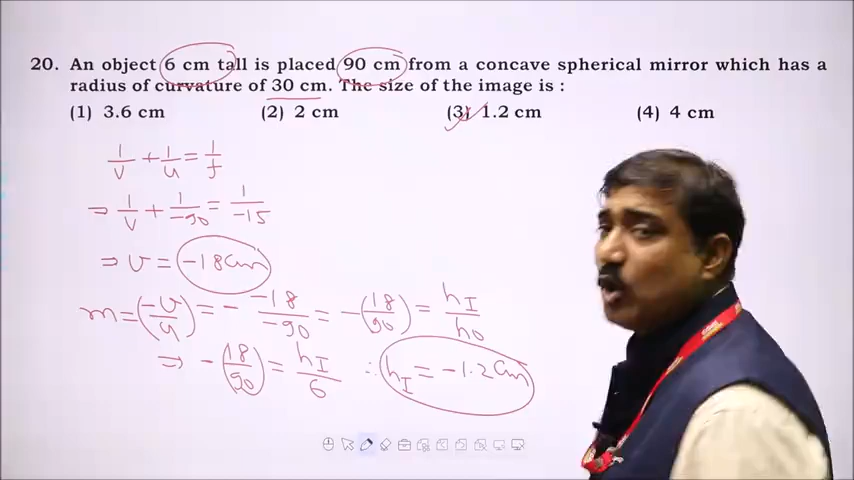 20. An object 6 cm tall is placed 90 cm from a concave spherical mirror which has a
radius of curvature of 30 cm. The size of the image is :
(1) 3.6 cm (2) 2 cm (3) 1.2 cm (4) 4 cm
1/v + 1/u = 1/f
⇒ 1/v + 1/-90 = 1/-15
⇒ v = -18 cm
m = (-v/u) = - -18/-90 = -(18/90) = hI/hO
⇒ -(18/90) = hI/6 ∴ hI = -1.2 cm